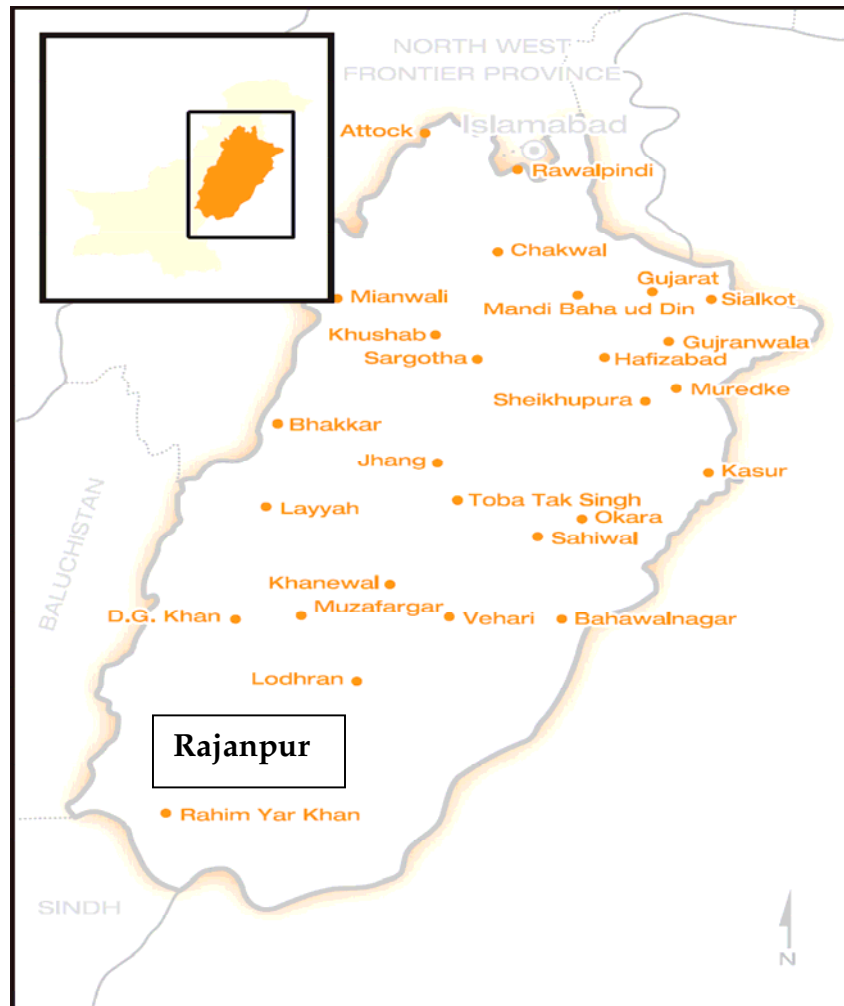 NORTH WEST
FRONTIER PROVINCE
Attock
Islamabad
Rawalpindi
Chakwal
Gujarat
Mianwali
Mandi Baha ud Din
Sialkot
Khushab
Gujranwala
Sargotha
Hafizabad
Muredke
Sheikhupura
Bhakkar
Jhang
Kasur
Toba Tak Singh
Layyah
Okara
Sahiwal
BALUCHISTAN
Khanewal
Muzafargar
D.G. Khan
Vehari
Bahawalnagar
Lodhran
Rajanpur
Rahim Yar Khan
SINDH
N